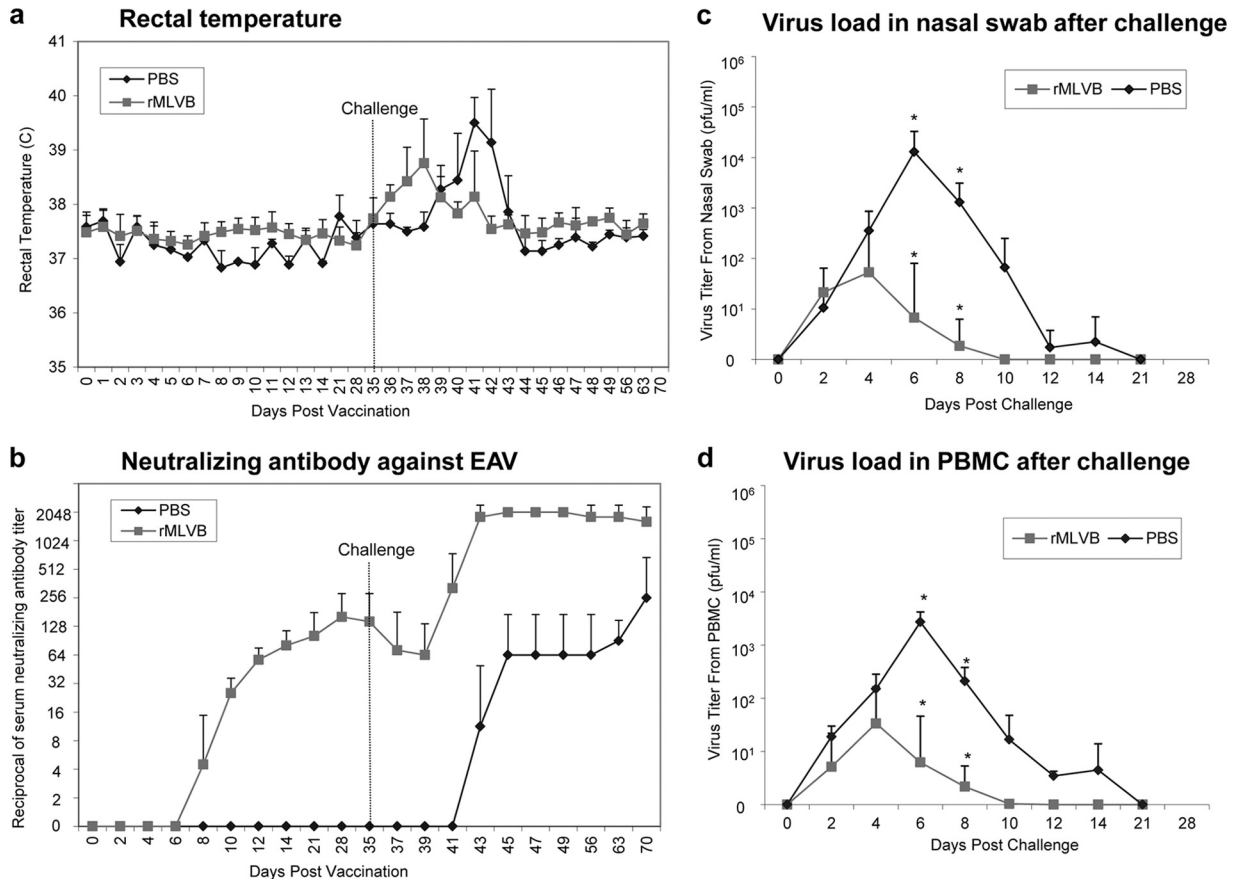 a Rectal temperature
41
40
39
38
37
36
35
Rectal Temperature (C)
PBS
rMLVB
Challenge
0 1 2 3 4 5 6 7 8 9 10 11 12 13 14 21 28 35 36 37 38 39 40 41 42 43 44 45 46 47 48 49 56 63 70
Days Post Vaccination
b Neutralizing antibody against EAV
2048
1024
512
256
128
64
32
16
8
4
2
0
Reciprocal of serum neutralizing antibody titer
PBS
rMLVB
Challenge
0 2 4 6 8 10 12 14 21 28 35 37 39 41 43 45 47 49 56 63 70
Days Post Vaccination
c Virus load in nasal swab after challenge
10⁶
10⁵
10⁴
10³
10²
10¹
0
Virus Titer From Nasal Swab (pfu/ml)
rMLVB PBS
*
*
*
*
0 2 4 6 8 10 12 14 21 28
Days Post Challenge
d Virus load in PBMC after challenge
10⁶
10⁵
10⁴
10³
10²
10¹
0
Virus Titer From PBMC (pfu/ml)
rMLVB PBS
*
*
*
*
0 2 4 6 8 10 12 14 21 28
Days Post Challenge